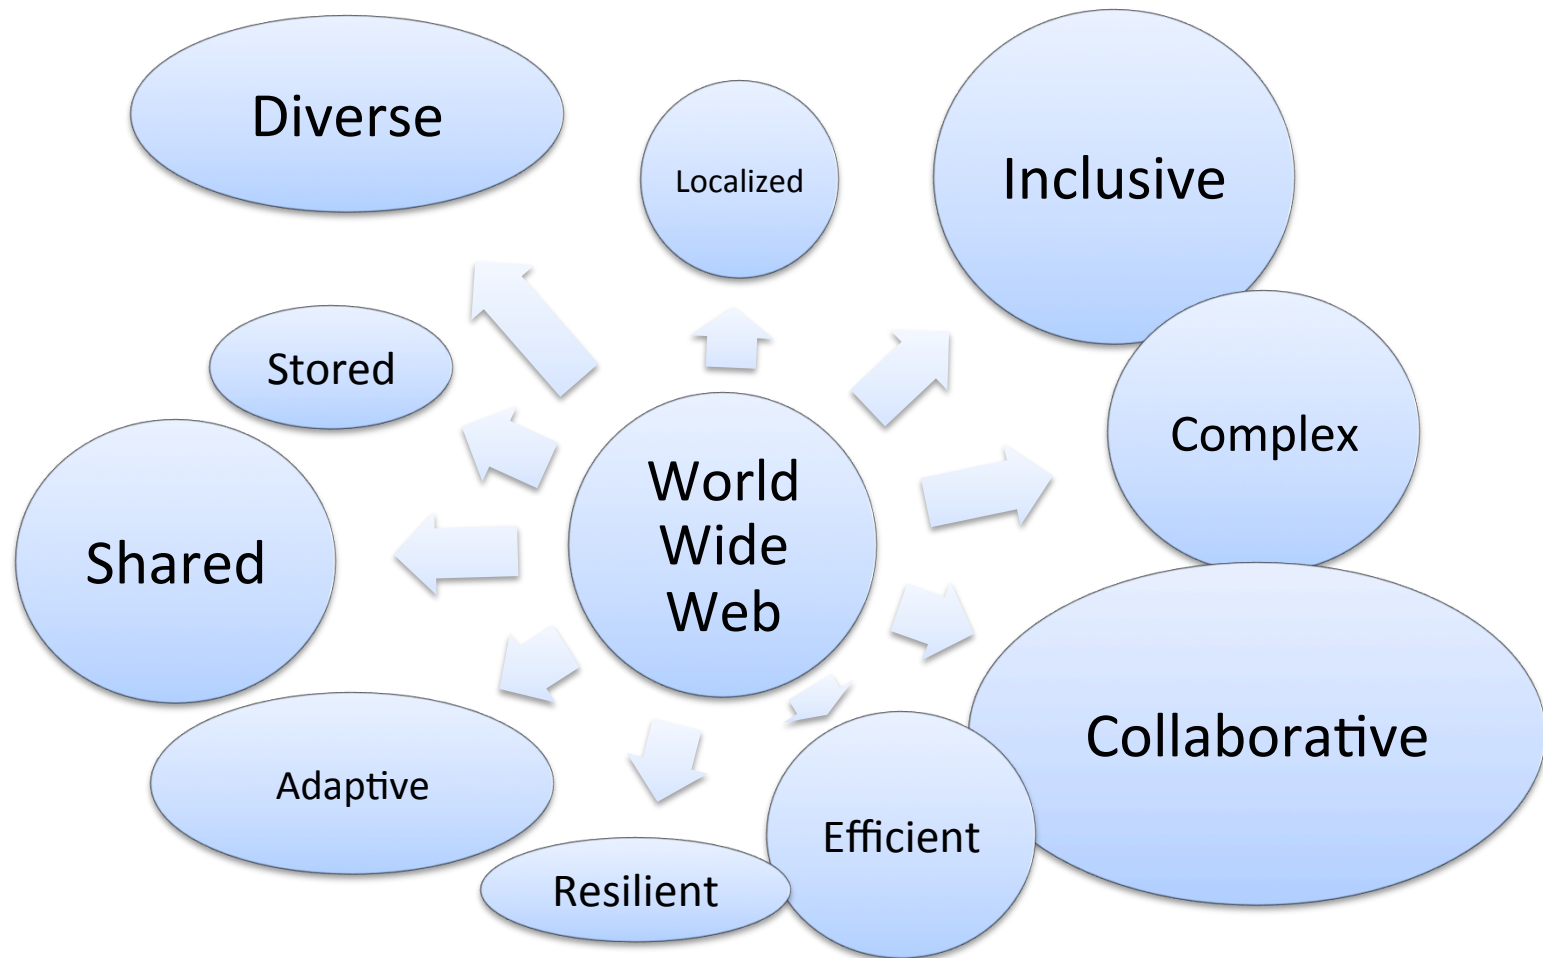 Diverse
Localized
Inclusive
Stored
Complex
World
Wide
Web
Shared
Collaborative
Adaptive
Efficient
Resilient